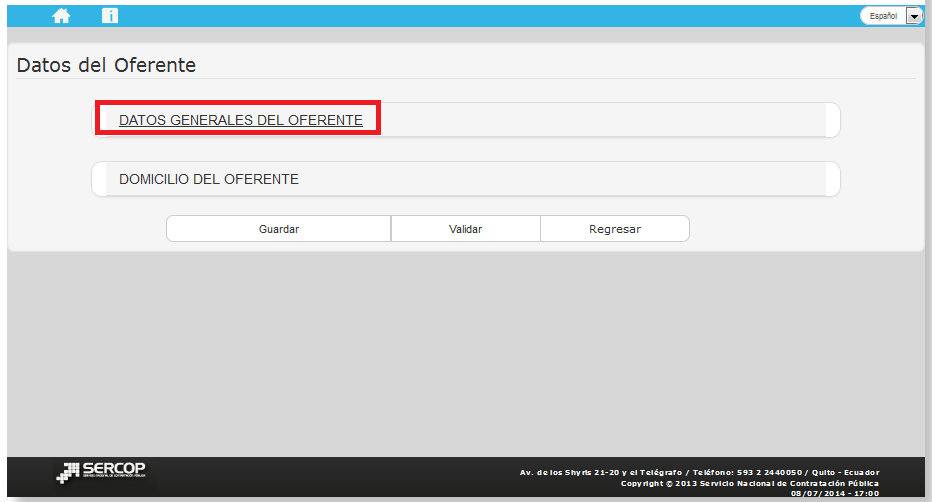 Español
Datos del Oferente
DATOS GENERALES DEL OFERENTE
DOMICILIO DEL OFERENTE
Guardar Validar Regresar
SERCOP
Av. de los Shyris 21-20 y el Telégrafo / Teléfono: 593 2 2440050 / Quito - Ecuador
Copyright © 2013 Servicio Nacional de Contratación Pública
08/07/2014 - 17:00